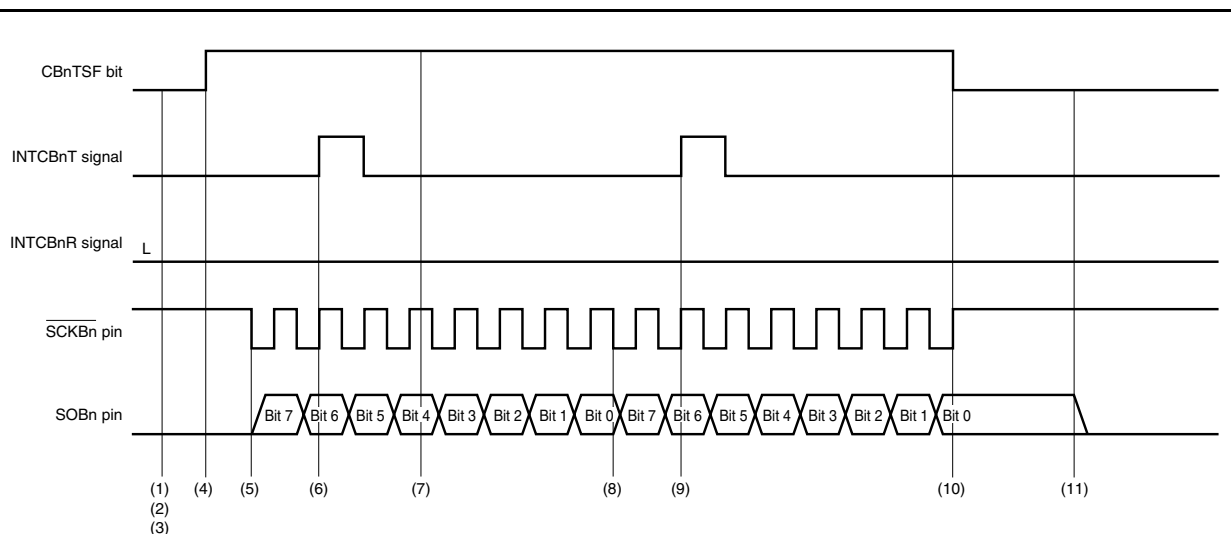 CBnTSF bit
INTCBnT signal
INTCBnR signal
L
SCKBn pin
SOBn pin
Bit 7 Bit 6 Bit 5 Bit 4 Bit 3 Bit 2 Bit 1 Bit 0 Bit 7 Bit 6 Bit 5 Bit 4 Bit 3 Bit 2 Bit 1 Bit 0
(1) (4) (5) (6) (7) (8) (9) (10) (11)
(2)
(3)